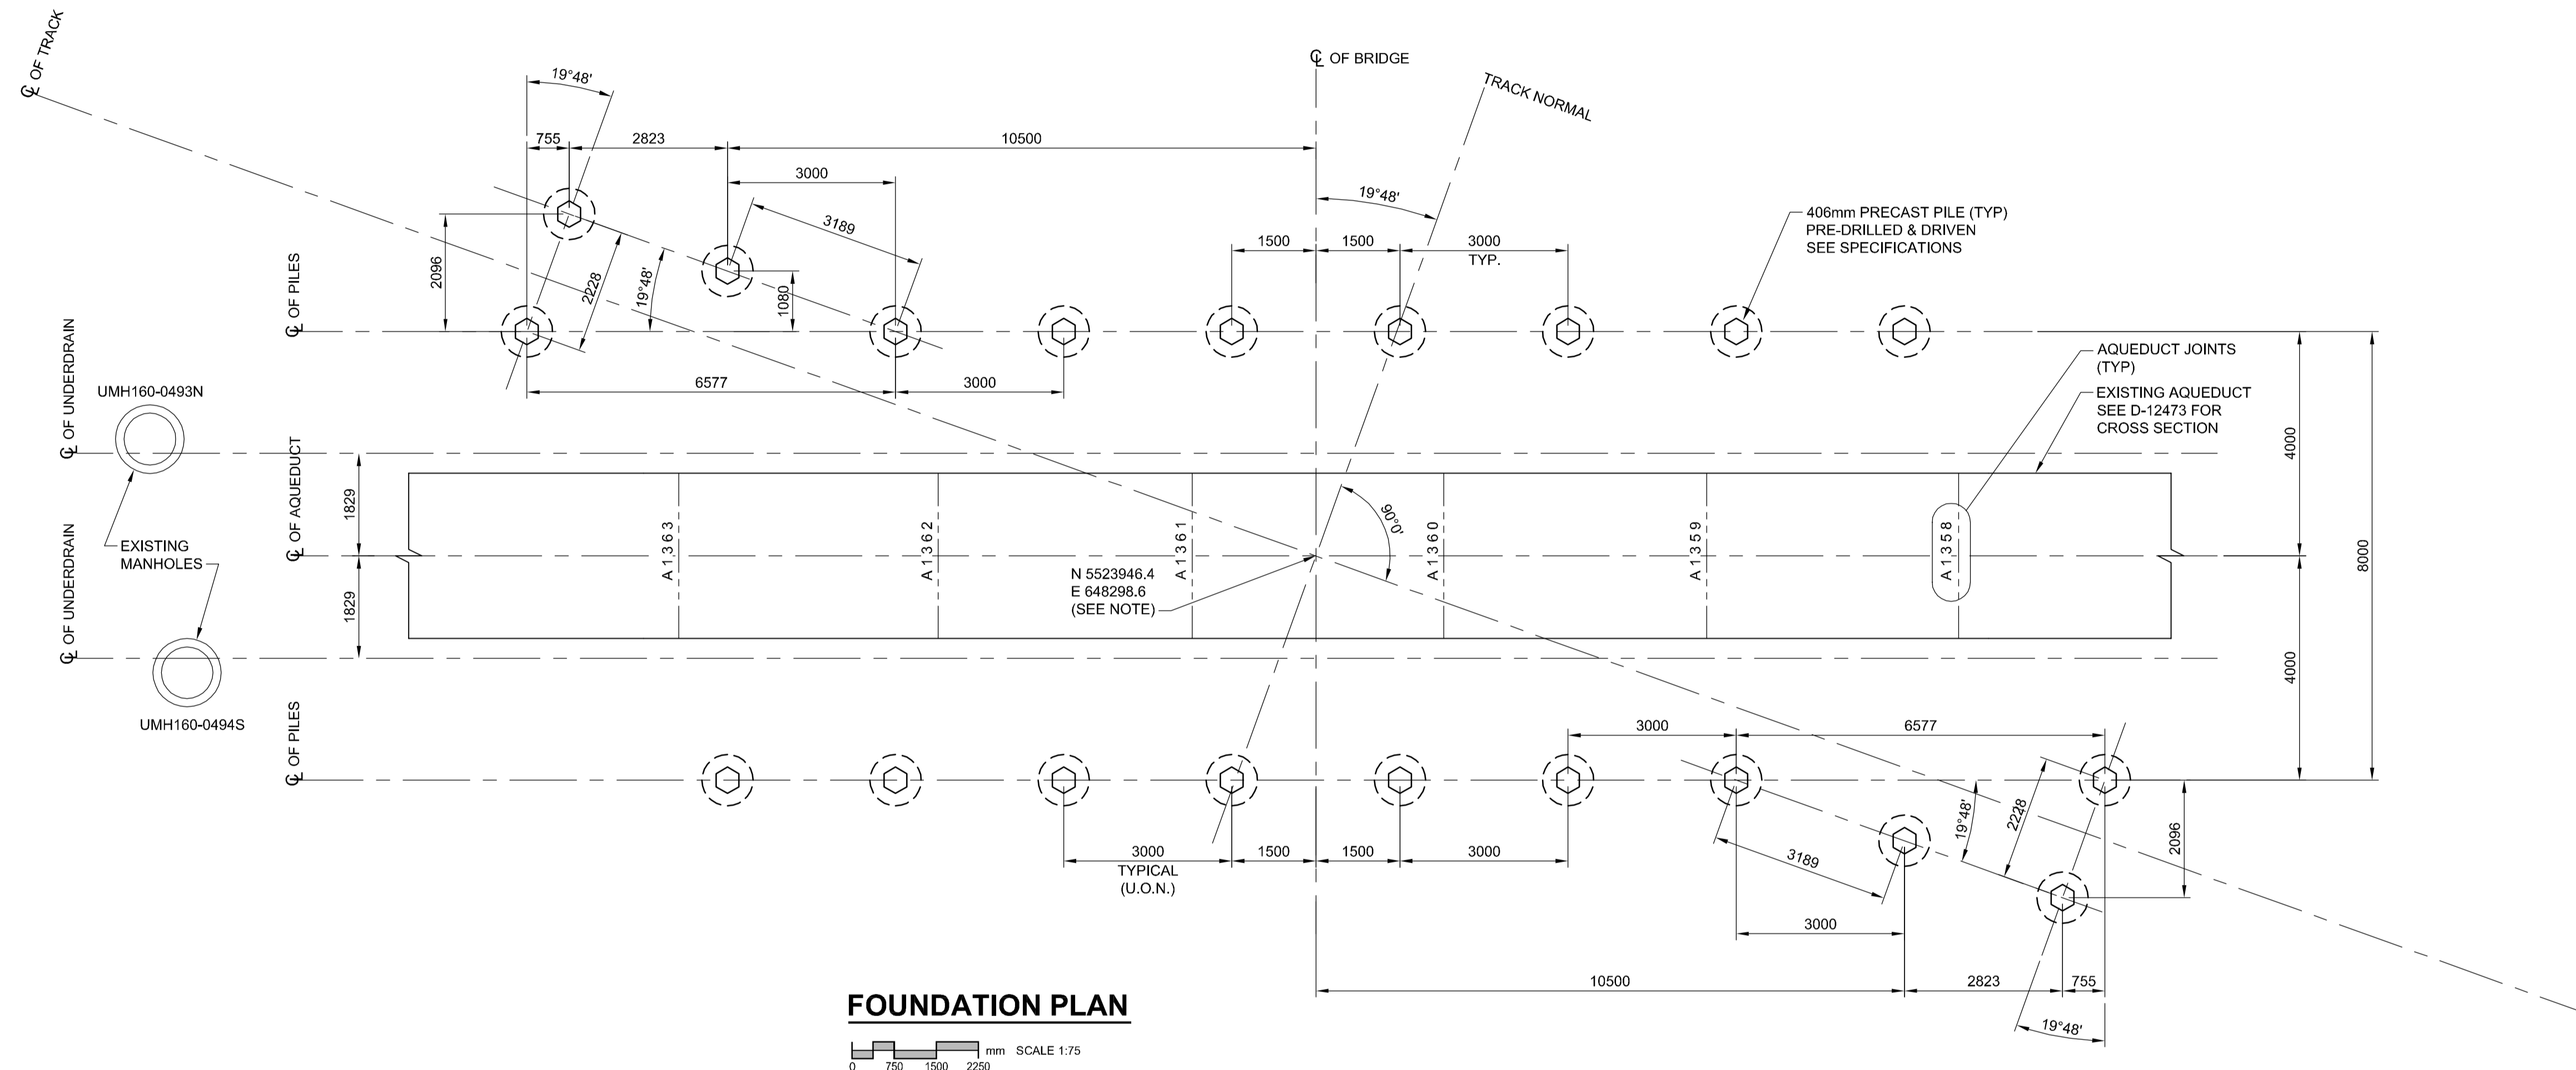 ℄ OF TRACK
19°48'
℄ OF BRIDGE
TRACK NORMAL
755
2823
10500
3000
3189
19°48'
406mm PRECAST PILE (TYP)
PRE-DRILLED & DRIVEN
SEE SPECIFICATIONS
2096
2228
19°48'
1080
1500
1500
3000
TYP.
℄ OF PILES
6577
3000
AQUEDUCT JOINTS
(TYP)
EXISTING AQUEDUCT
SEE D-12473 FOR
CROSS SECTION
℄ OF UNDERDRAIN
UMH160-0493N
℄ OF AQUEDUCT
1829
1829
4000
4000
8000
EXISTING
MANHOLES
A1363
A1362
A1361
A1360
A1359
A1358
90°0'
N 5523946.4
E 648298.6
(SEE NOTE)
℄ OF UNDERDRAIN
UMH160-0494S
℄ OF PILES
3000
6577
3000
TYPICAL
(U.O.N.)
1500
1500
3000
3189
19°48'
2228
2096
3000
10500
2823
755
19°48'
FOUNDATION PLAN
mm SCALE 1:75
0 750 1500 2250